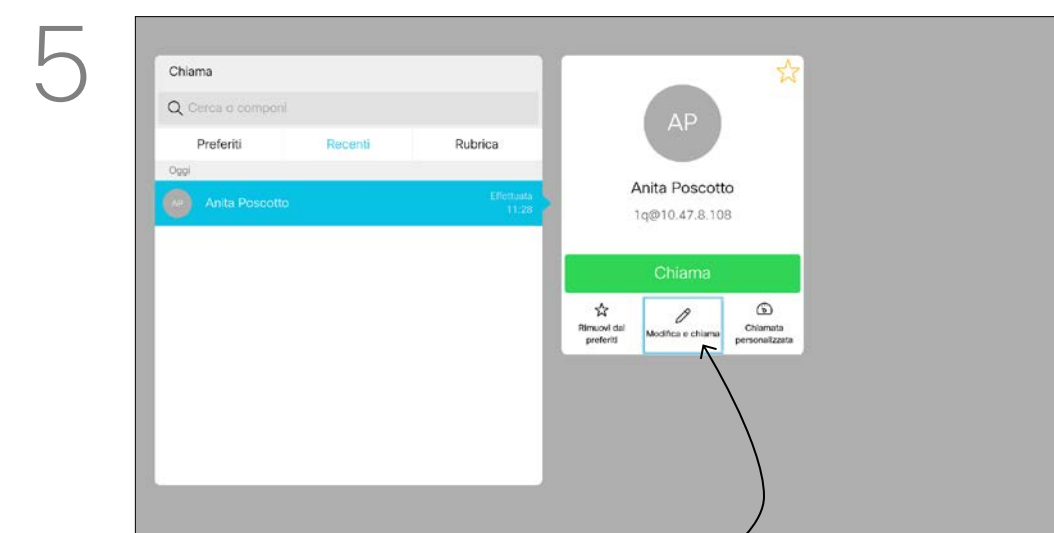 5
Chiama
Cerca o componi
Preferiti Recenti Rubrica
Oggi
AP Anita Poscotto Effettuata
11:28
AP
Anita Poscotto
1q@10.47.8.108
Chiama
Rimuovi dai
preferiti
Modifica e chiama
Chiamata
personalizzata